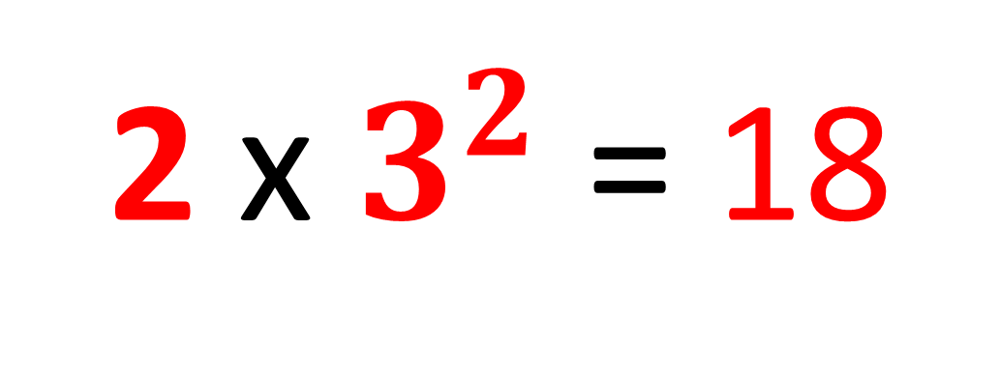 2 x 3² = 18